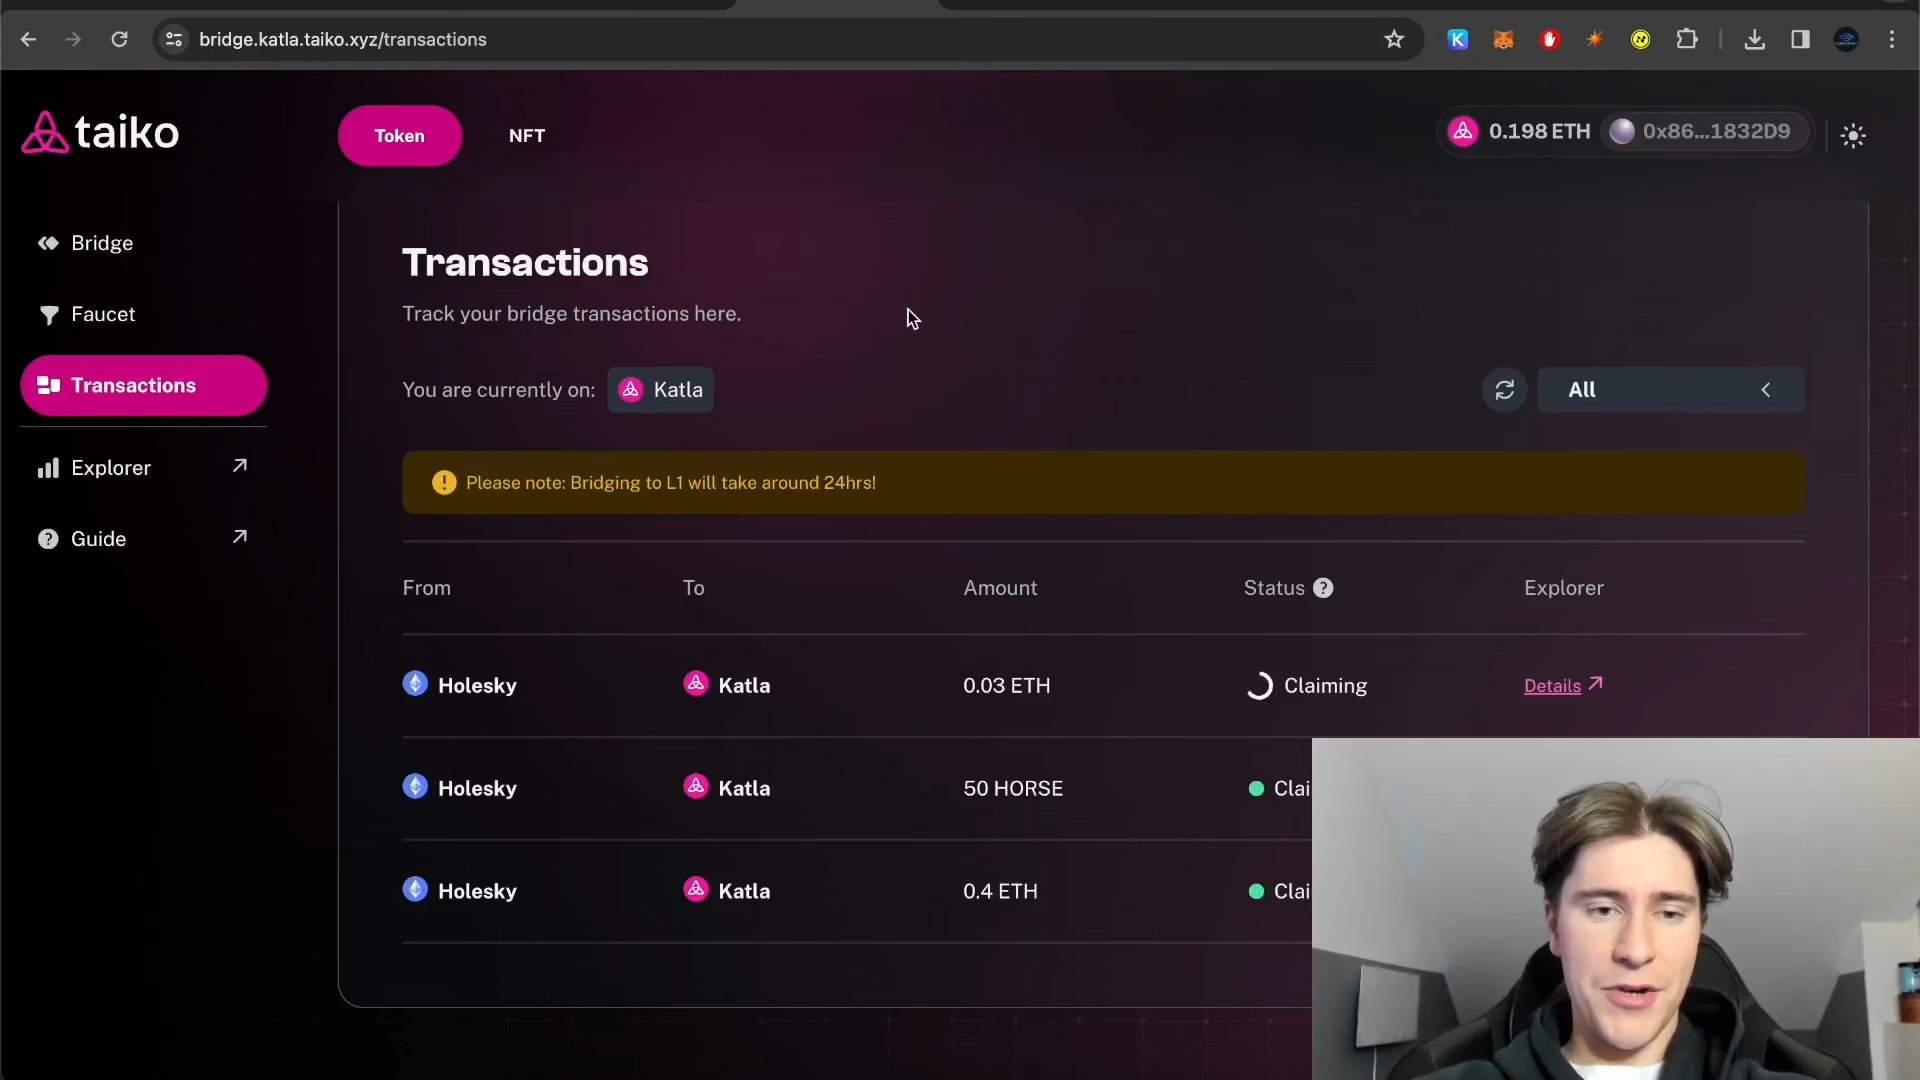 bridge.katla.taiko.xyz/transactions
taiko
Token
NFT
0.198 ETH
0x86...1832D9
Bridge
Faucet
Transactions
Explorer
Guide
Transactions
Track your bridge transactions here.
You are currently on: Katla
All
Please note: Bridging to L1 will take around 24hrs!
From To Amount Status Explorer
Holesky Katla 0.03 ETH Claiming Details
Holesky Katla 50 HORSE Clai
Holesky Katla 0.4 ETH Clai